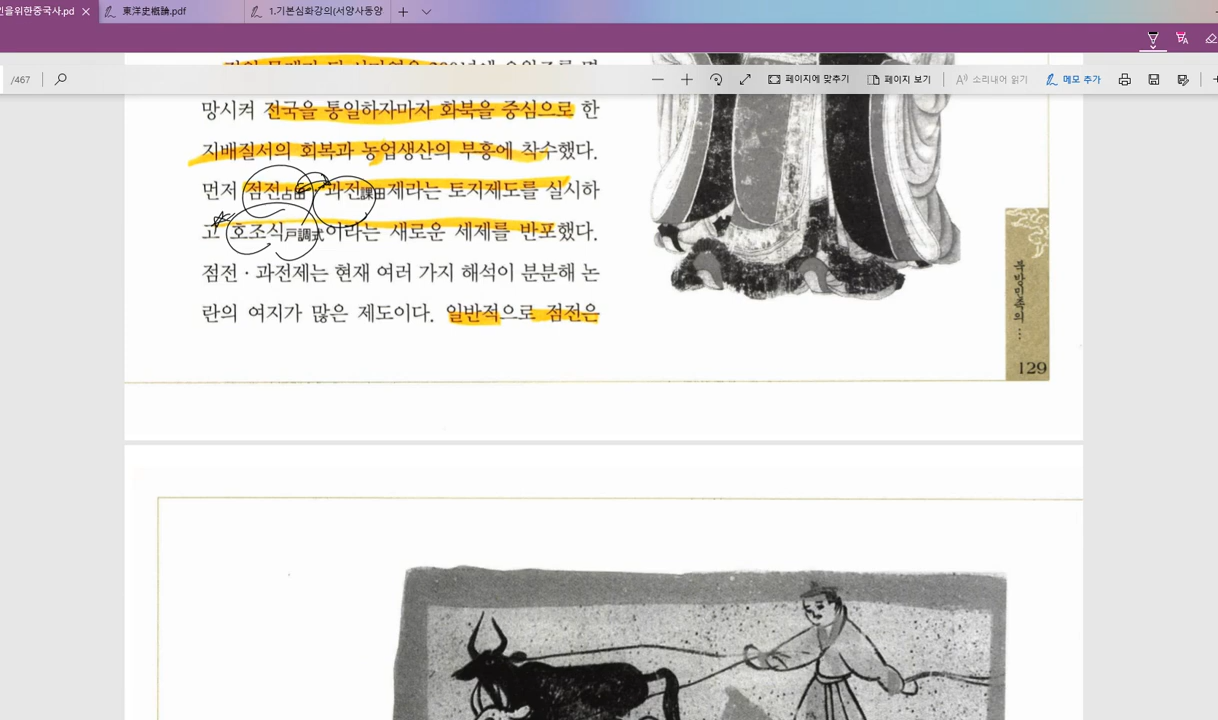 인을위한중국사.pd
東洋史槪論.pdf
1.기본심화강의(서양사동양
/467
페이지에 맞추기
페이지 보기
소리내어 읽기
메모 추가
망시켜 전국을 통일하자마자 화북을 중심으로 한
지배질서의 회복과 농업생산의 부흥에 착수했다.
먼저 점전占田·과전課田제라는 토지제도를 실시하
고 호조식戶調式이라는 새로운 세제를 반포했다.
점전·과전제는 현재 여러 가지 해석이 분분해 논
란의 여지가 많은 제도이다. 일반적으로 점전은
북방민족의…
129